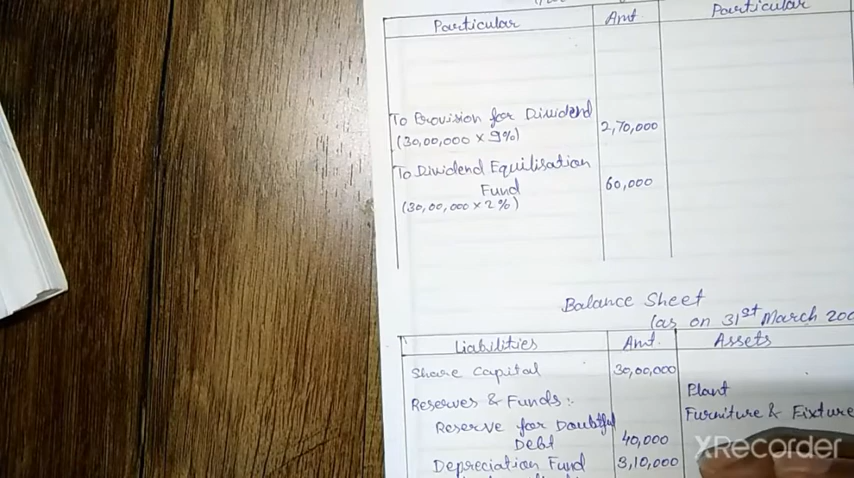 Particular Amt Particular
To Provision for Dividend
(30,00,000 × 9%) 2,70,000
To Dividend Equilisation
Fund 60,000
(30,00,000 × 2%)
Balance Sheet
(as on 31st March 200
Liabilities Amt. Assets
Share Capital 30,00,000
Plant
Reserves & Funds:-
Furniture & Fixture
Reserve for Doubtful
Debt 40,000
Depreciation Fund 3,10,000
XRecorder